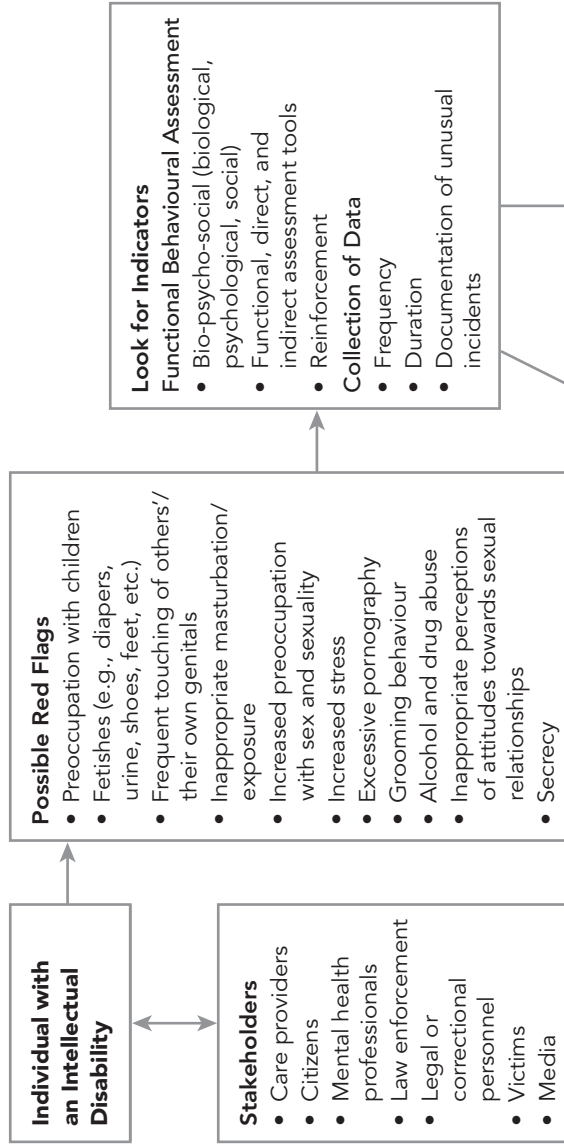 Individual with
an Intellectual
Disability
Stakeholders
• Care providers
• Citizens
• Mental health
professionals
• Law enforcement
• Legal or
correctional
personnel
• Victims
• Media
Possible Red Flags
• Preoccupation with children
• Fetishes (e.g., diapers,
urine, shoes, feet, etc.)
• Frequent touching of others'/
their own genitals
• Inappropriate masturbation/
exposure
• Increased preoccupation
with sex and sexuality
• Increased stress
• Excessive pornography
• Grooming behaviour
• Alcohol and drug abuse
• Inappropriate perceptions
of attitudes towards sexual
relationships
• Secrecy
Look for Indicators
Functional Behavioural Assessment
• Bio-psycho-social (biological,
psychological, social)
• Functional, direct, and
indirect assessment tools
• Reinforcement
Collection of Data
• Frequency
• Duration
• Documentation of unusual
incidents